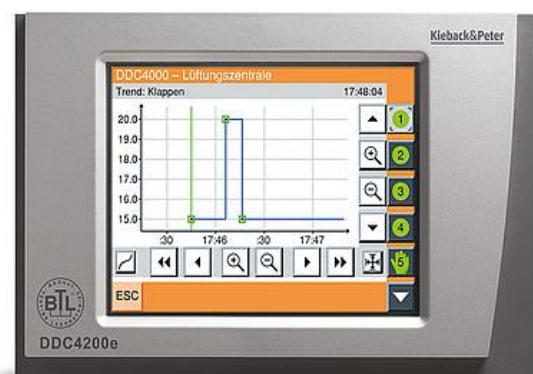 Kieback&Peter
DDC4000 – Lüftungszentrale
Trend: Klappen 17:48:04
20.0
19.0
18.0
17.0
16.0
15.0
:30 17:46 :30 17:47
1
2
3
4
5
ESC
BTL
DDC4200e